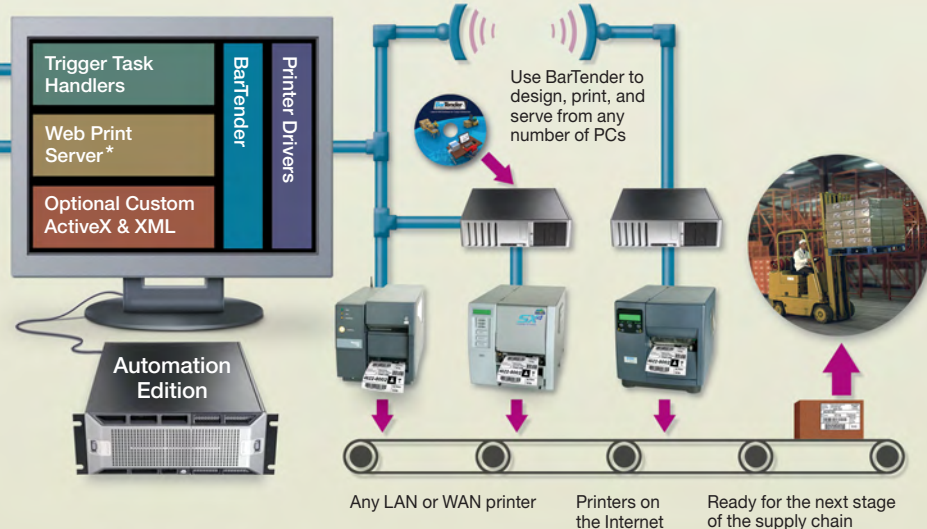 Trigger Task
Handlers
Web Print
Server*
Optional Custom
ActiveX & XML
BarTender
Printer Drivers
Use BarTender to
design, print, and
serve from any
number of PCs
BarTender
Automation
Edition
Any LAN or WAN printer
Printers on
the Internet
Ready for the next stage
of the supply chain